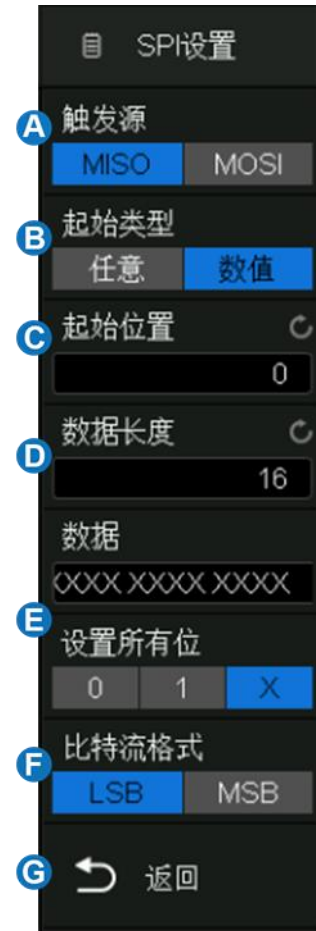 SPI设置
A 触发源
MISO MOSI
B 起始类型
任意 数值
C 起始位置
0
D 数据长度
16
数据
XXXX XXXX XXXX
E 设置所有位
0 1 X
F 比特流格式
LSB MSB
G 返回